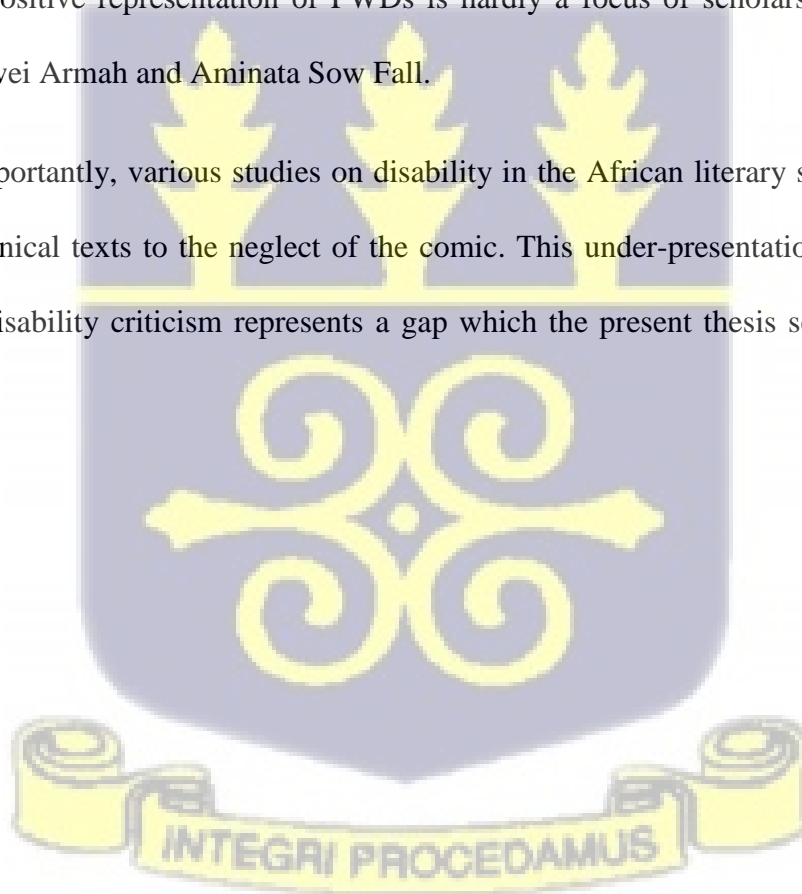 ositive representation of PWDs is hardly a focus of scholars
wei Armah and Aminata Sow Fall.
portantly, various studies on disability in the African literary s
nical texts to the neglect of the comic. This under-presentatio
isability criticism represents a gap which the present thesis s
INTEGRI PROCEDAMUS